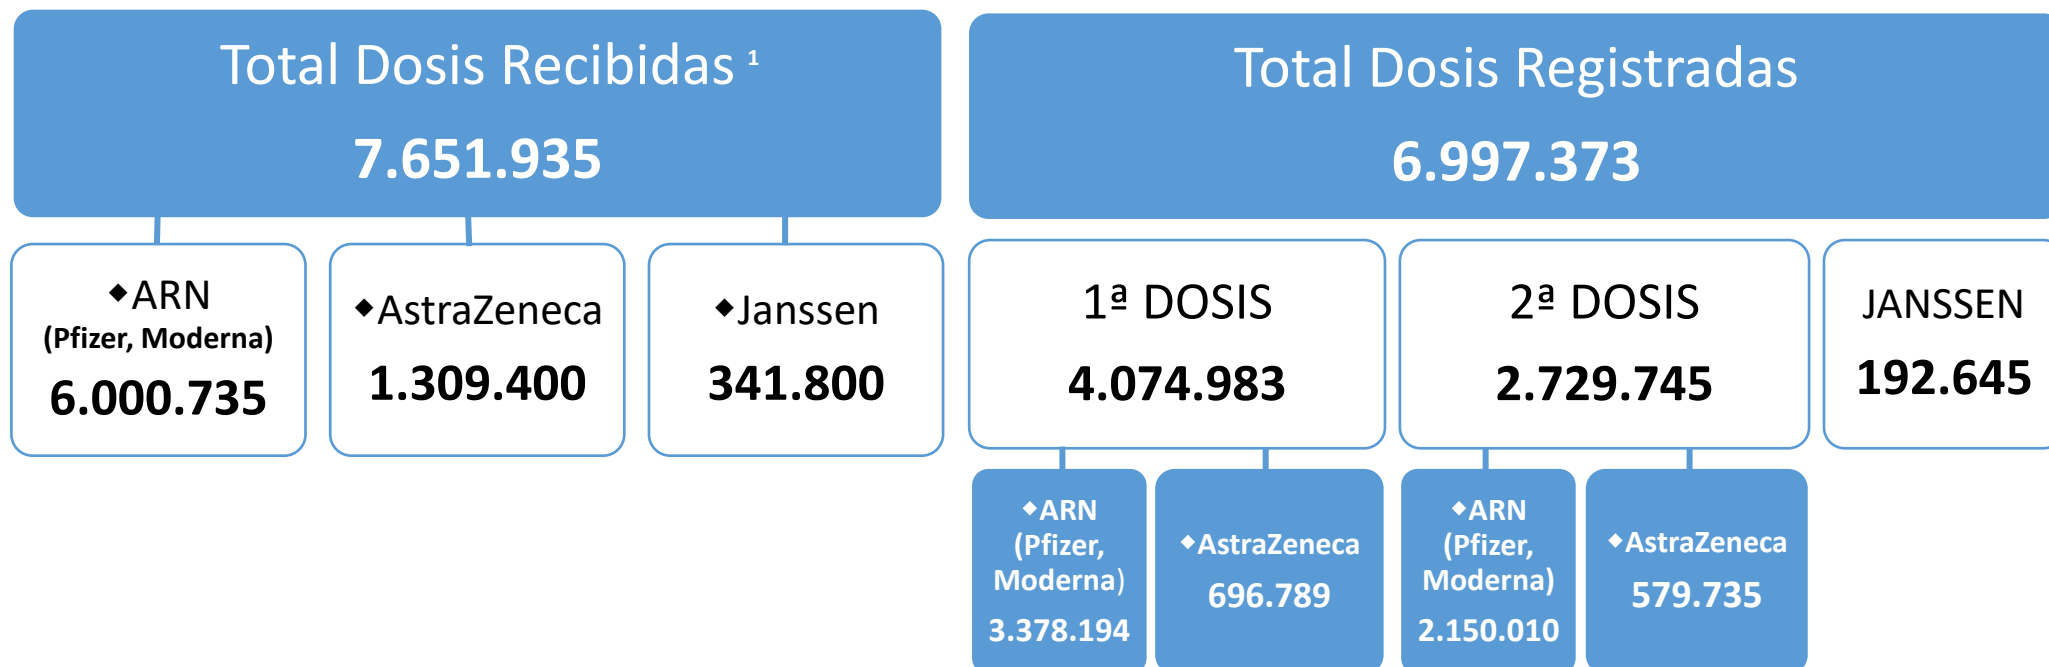 Total Dosis Recibidas ¹
7.651.935
◆ARN
(Pfizer, Moderna)
6.000.735
◆AstraZeneca
1.309.400
◆Janssen
341.800
Total Dosis Registradas
6.997.373
1ª DOSIS
4.074.983
◆ARN
(Pfizer,
Moderna)
3.378.194
◆AstraZeneca
696.789
2ª DOSIS
2.729.745
◆ARN
(Pfizer,
Moderna)
2.150.010
◆AstraZeneca
579.735
JANSSEN
192.645